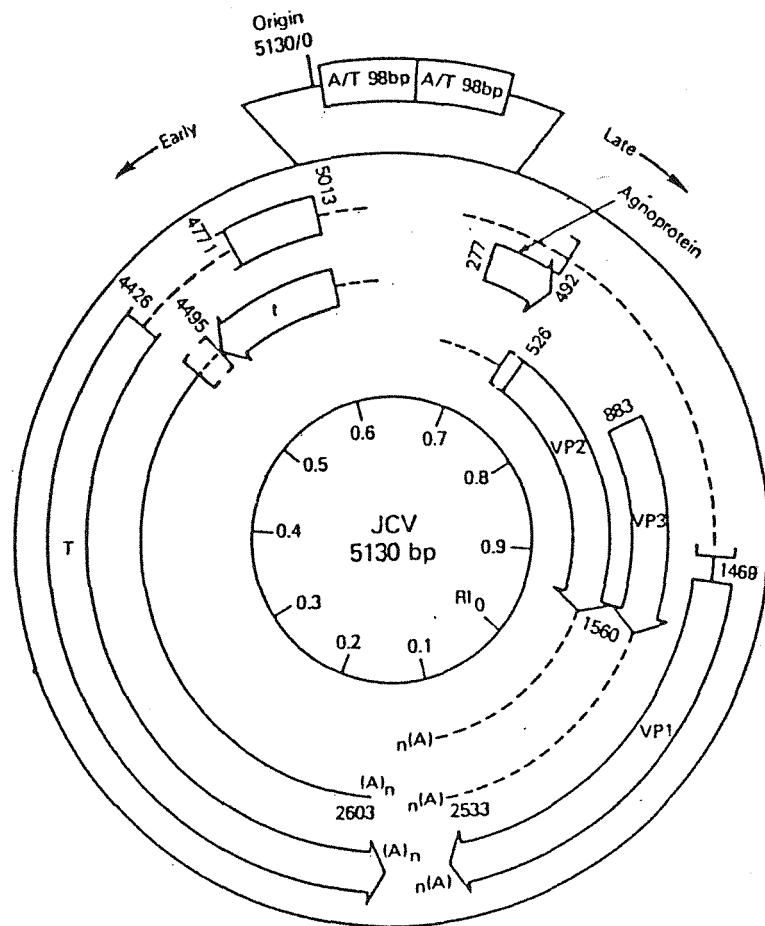 Origin
5130/0
A/T 98bp
A/T 98bp
Early
Late
Agnoprotein
5013
4771
4426
4495
t
277
492
526
883
VP2
VP3
1469
1560
VP1
T
0.6
0.7
0.5
0.8
0.4
0.9
0.3
RI 0
0.2
0.1
JCV
5130 bp
n(A)
(A)n
n(A)
2603
2533
(A)n
n(A)